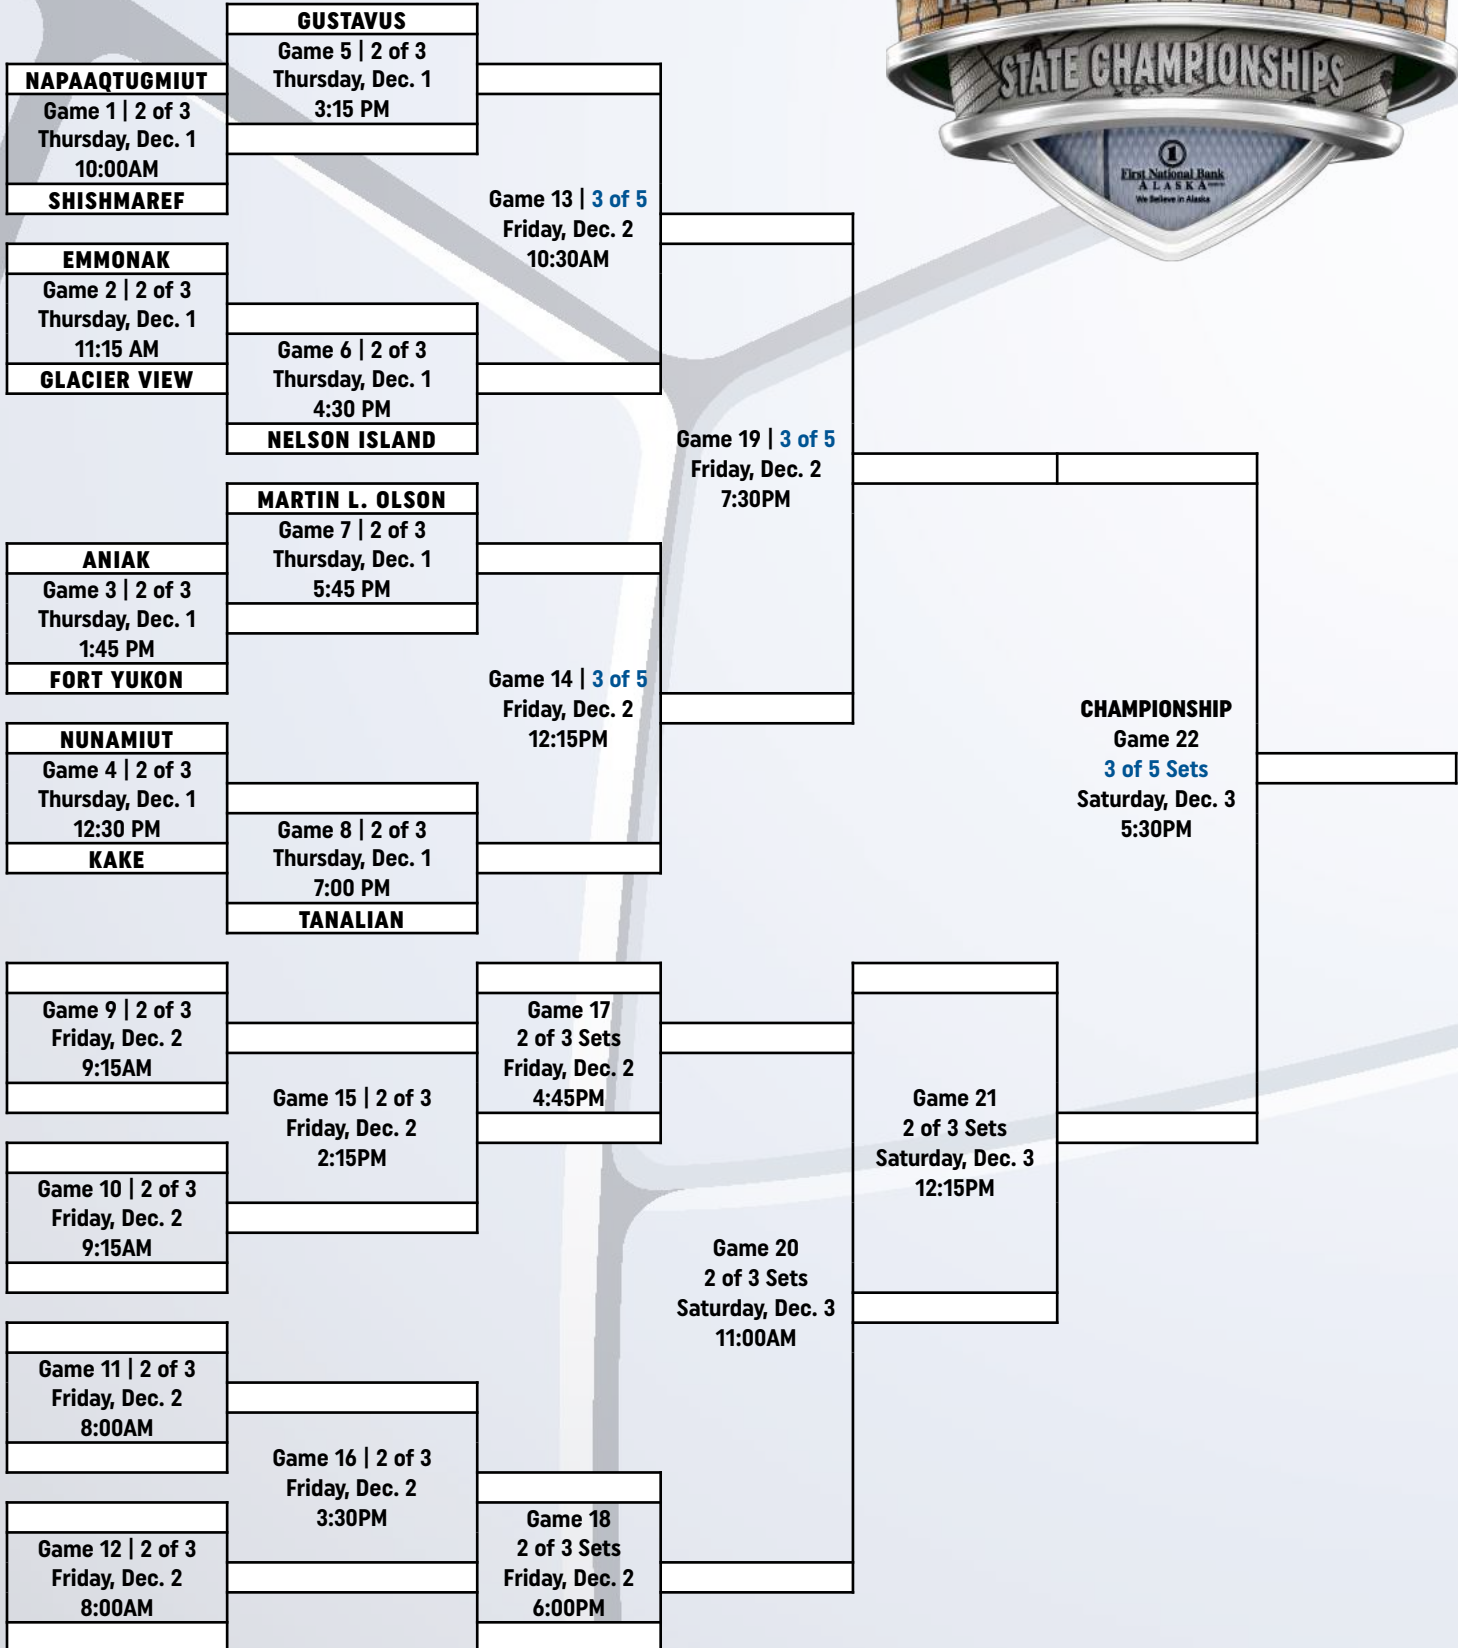 STATE CHAMPIONSHIPS
1
First National Bank
ALASKA
We Believe in Alaska
GUSTAVUS
Game 5 | 2 of 3
Thursday, Dec. 1
3:15 PM
NAPAAQTUGMIUT
Game 1 | 2 of 3
Thursday, Dec. 1
10:00AM
SHISHMAREF
EMMONAK
Game 2 | 2 of 3
Thursday, Dec. 1
11:15 AM
GLACIER VIEW
Game 6 | 2 of 3
Thursday, Dec. 1
4:30 PM
NELSON ISLAND
MARTIN L. OLSON
Game 7 | 2 of 3
Thursday, Dec. 1
5:45 PM
ANIAK
Game 3 | 2 of 3
Thursday, Dec. 1
1:45 PM
FORT YUKON
NUNAMIUT
Game 4 | 2 of 3
Thursday, Dec. 1
12:30 PM
KAKE
Game 8 | 2 of 3
Thursday, Dec. 1
7:00 PM
TANALIAN
Game 13 | 3 of 5
Friday, Dec. 2
10:30AM
Game 14 | 3 of 5
Friday, Dec. 2
12:15PM
Game 19 | 3 of 5
Friday, Dec. 2
7:30PM
CHAMPIONSHIP
Game 22
3 of 5 Sets
Saturday, Dec. 3
5:30PM
Game 9 | 2 of 3
Friday, Dec. 2
9:15AM
Game 10 | 2 of 3
Friday, Dec. 2
9:15AM
Game 11 | 2 of 3
Friday, Dec. 2
8:00AM
Game 12 | 2 of 3
Friday, Dec. 2
8:00AM
Game 15 | 2 of 3
Friday, Dec. 2
2:15PM
Game 16 | 2 of 3
Friday, Dec. 2
3:30PM
Game 17
2 of 3 Sets
Friday, Dec. 2
4:45PM
Game 18
2 of 3 Sets
Friday, Dec. 2
6:00PM
Game 20
2 of 3 Sets
Saturday, Dec. 3
11:00AM
Game 21
2 of 3 Sets
Saturday, Dec. 3
12:15PM